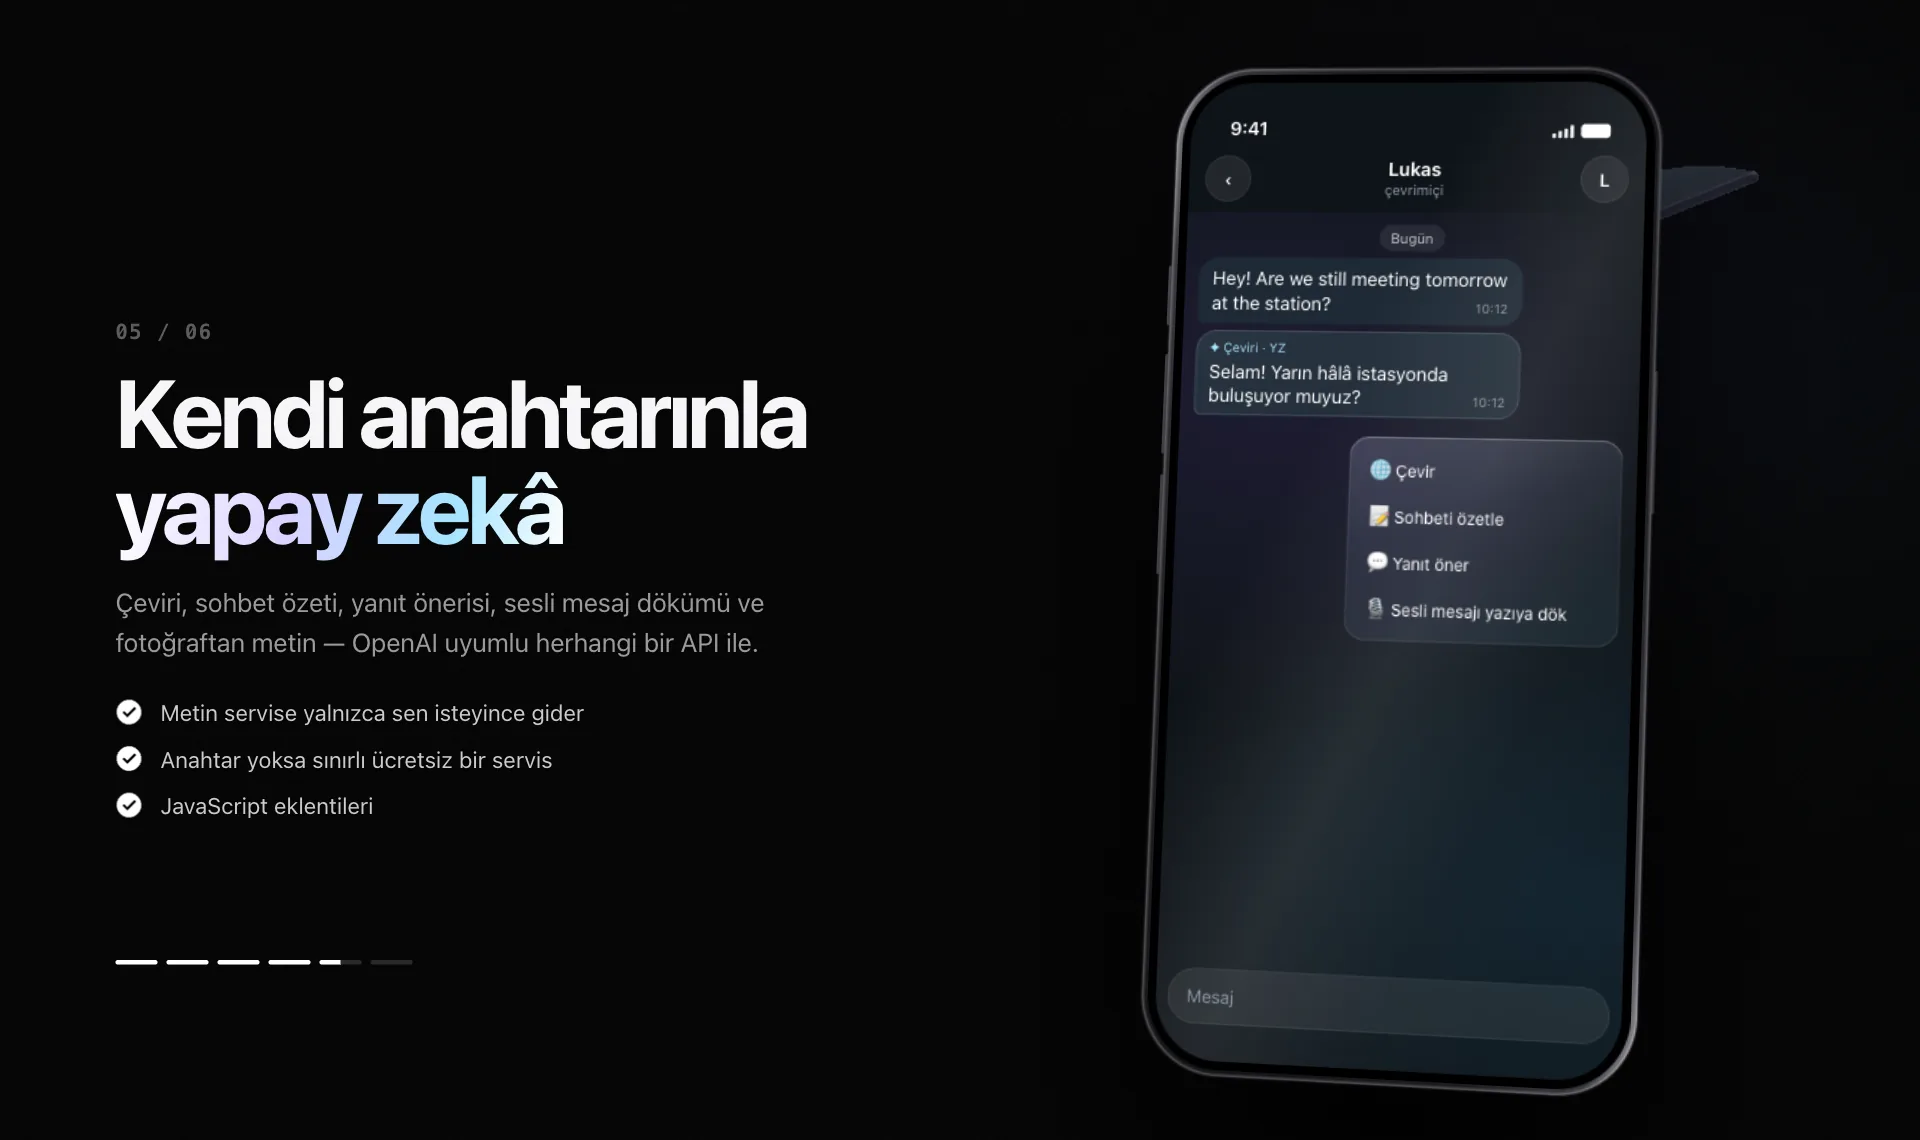 05 / 06
Kendi anahtarınla
yapay zekâ
Çeviri, sohbet özeti, yanıt önerisi, sesli mesaj dökümü ve
fotoğraftan metin — OpenAI uyumlu herhangi bir API ile.
Metin servise yalnızca sen isteyince gider
Anahtar yoksa sınırlı ücretsiz bir servis
JavaScript eklentileri
9:41
‹
Lukas
L
çevrimiçi
Bugün
Hey! Are we still meeting tomorrow
at the station?
10:12
✦ Çeviri · YZ
Selam! Yarın hâlâ istasyonda
buluşuyor muyuz?
10:12
🌐 Çevir
📝 Sohbeti özetle
💬 Yanıt öner
🎙 Sesli mesajı yazıya dök
Mesaj